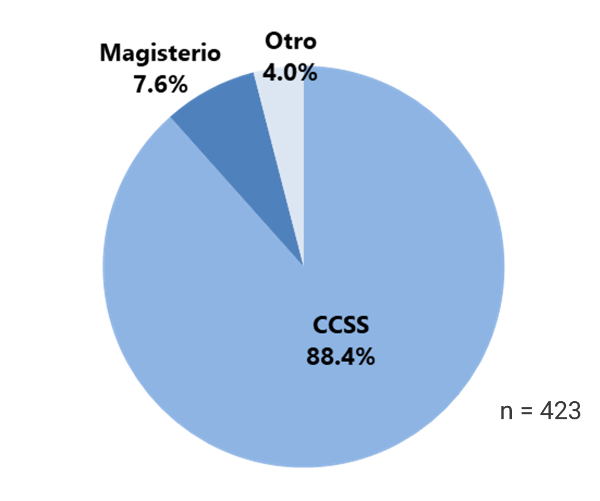 Otro
4.0%
Magisterio
7.6%
CCSS
88.4%
n = 423